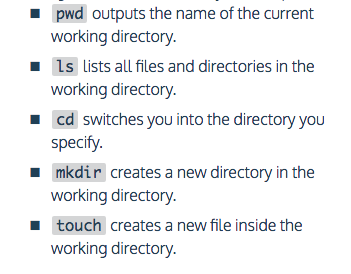 pwd outputs the name of the current
working directory.
ls lists all files and directories in the
working directory.
cd switches you into the directory you
specify.
mkdir creates a new directory in the
working directory.
touch creates a new file inside the
working directory.